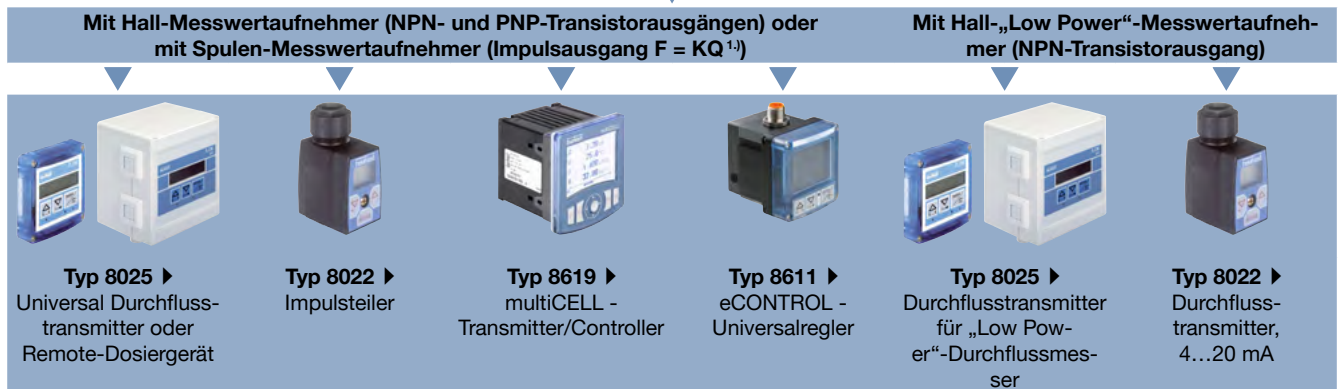 Mit Hall-Messwertaufnehmer (NPN- und PNP-Transistorausgängen) oder
mit Spulen-Messwertaufnehmer (Impulsausgang F = KQ 1.))
Mit Hall-„Low Power“-Messwertaufneh-
mer (NPN-Transistorausgang)
Typ 8025
Universal Durchfluss-
transmitter oder
Remote-Dosiergerät
Typ 8022
Impulsteiler
Typ 8619
multiCELL -
Transmitter/Controller
Typ 8611
eCONTROL -
Universalregler
Typ 8025
Durchflusstransmitter
für „Low Pow-
er“-Durchflussmes-
ser
Typ 8022
Durchfluss-
transmitter,
4…20 mA